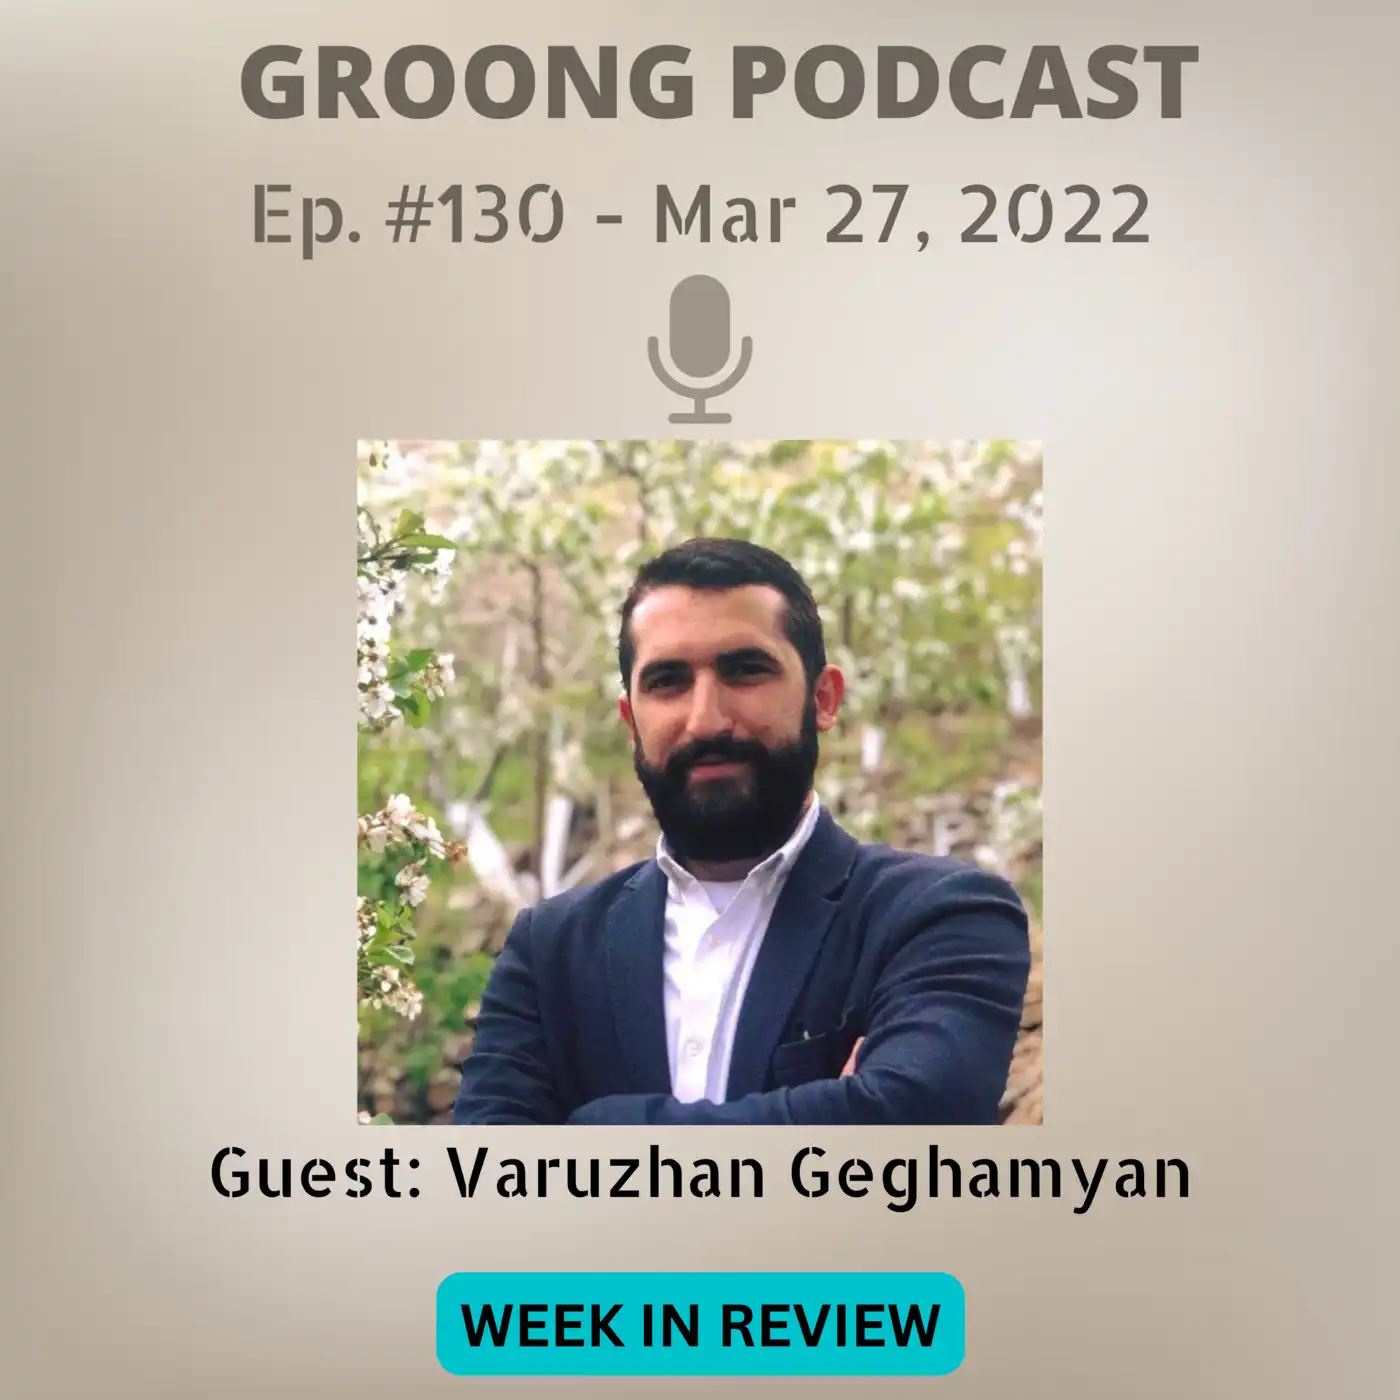 GROONG PODCAST
Ep. #130 - Mar 27, 2022
Guest: Varuzhan Geghamyan
WEEK IN REVIEW